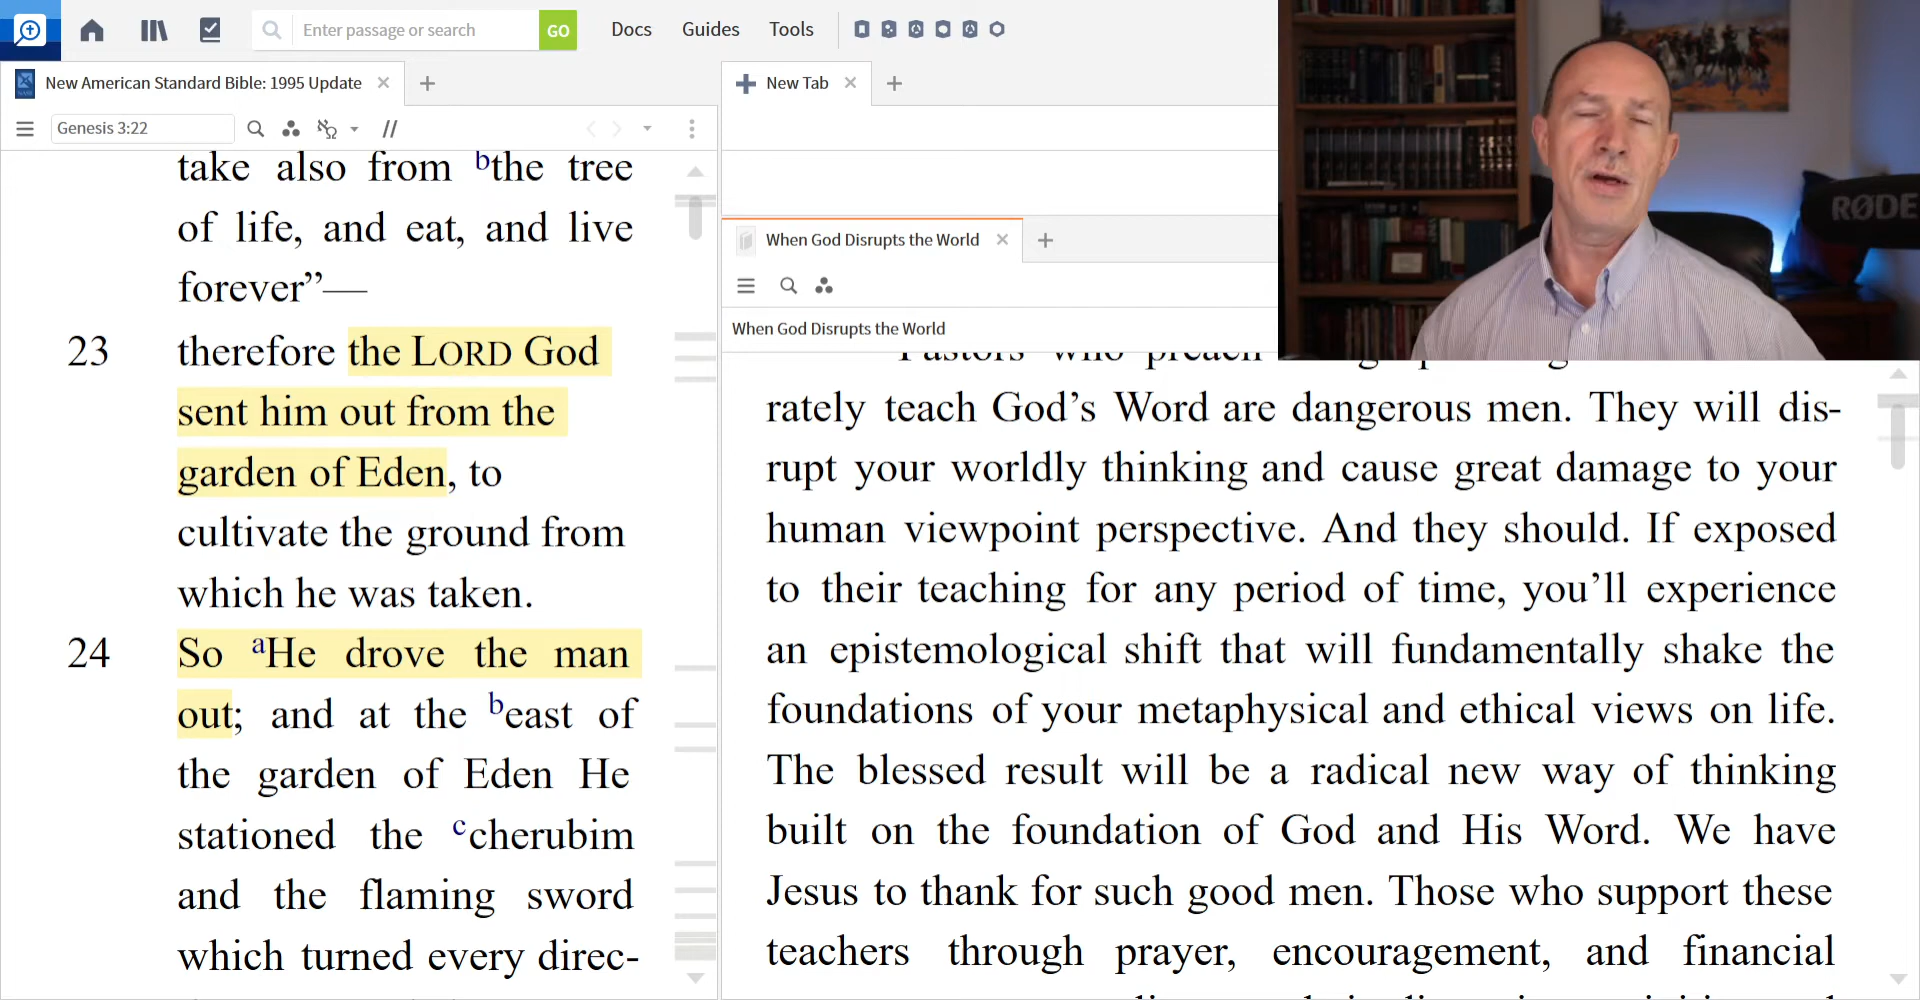 Enter passage or search
GO
Docs
Guides
Tools
New American Standard Bible: 1995 Update
New Tab
Genesis 3:22
take also from bthe tree
of life, and eat, and live
forever”—
23 therefore the LORD God
sent him out from the
garden of Eden, to
cultivate the ground from
which he was taken.
24 So aHe drove the man
out; and at the beast of
the garden of Eden He
stationed the ccherubim
and the flaming sword
which turned every direc-
When God Disrupts the World
When God Disrupts the World
Pastors who preach
rately teach God’s Word are dangerous men. They will dis-
rupt your worldly thinking and cause great damage to your
human viewpoint perspective. And they should. If exposed
to their teaching for any period of time, you’ll experience
an epistemological shift that will fundamentally shake the
foundations of your metaphysical and ethical views on life.
The blessed result will be a radical new way of thinking
built on the foundation of God and His Word. We have
Jesus to thank for such good men. Those who support these
teachers through prayer, encouragement, and financial
RØDE